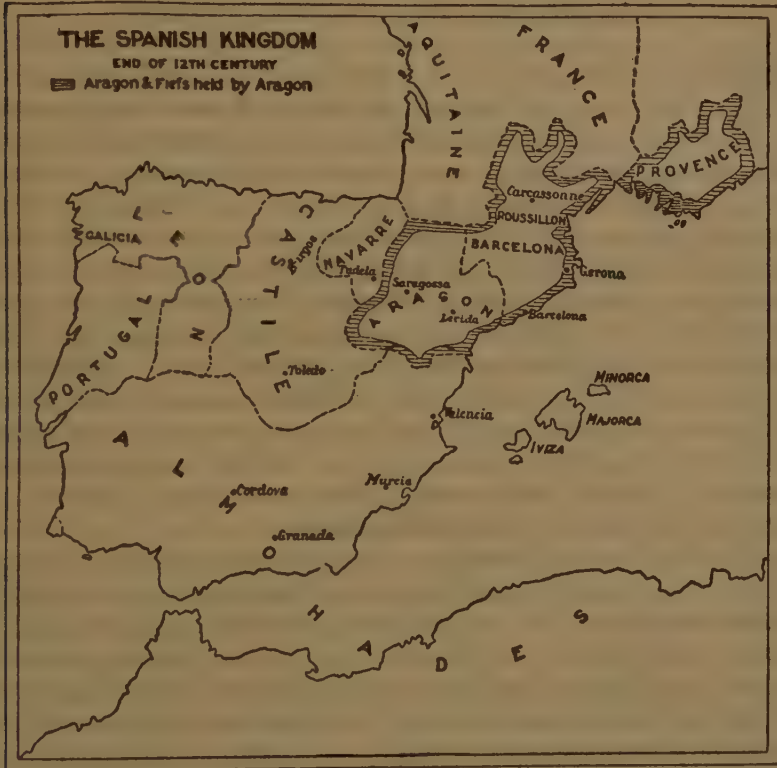 THE SPANISH KINGDOM
END OF 12TH CENTURY
Aragon & Fiefs held by Aragon
AQUITAINE
FRANCE
PROVENCE
Carcassonne
ROUSSILLON
LEON
GALICIA
CASTILE
Burgos
NAVARRE
Tudela
BARCELONA
Gerona
Saragossa
ARAGON
Lerida
Barcelona
PORTUGAL
Toledo
MINORCA
MAJORCA
IVIZA
Valencia
Murcia
Cordova
Granada
ALMOHADES